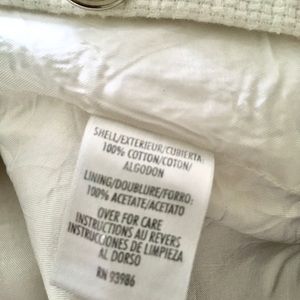 SHELL/EXTERIEUR/CUBIERTA:
100% COTTON/COTON/
ALGODON
LINING/DOUBLURE/FORRO:
100% ACETATE/ACETATO
OVER FOR CARE
INSTRUCTIONS AU REVERS
INSTRUCCIONES DE LIMPIEZA
AL DORSO
RN 93986